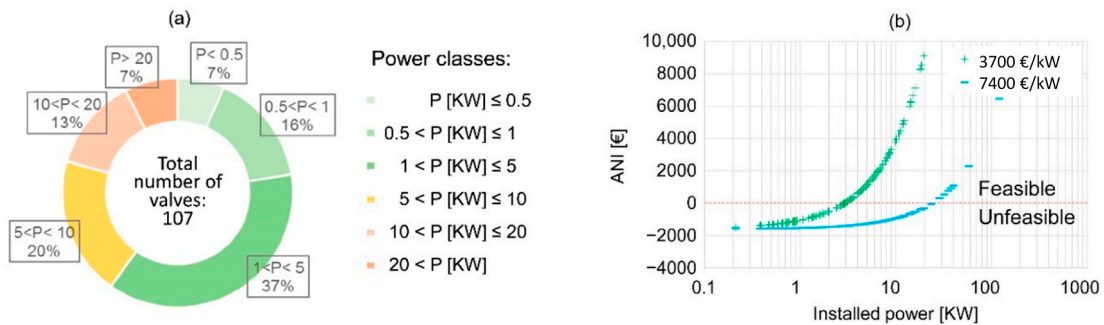 (a)
P> 20
7%
P< 0.5
7%
10<P< 20
13%
0.5<P< 1
16%
Total
number of
valves:
107
5<P< 10
20%
1<P< 5
37%
Power classes:
P [KW] ≤ 0.5
0.5 < P [KW] ≤ 1
1 < P [KW] ≤ 5
5 < P [KW] ≤ 10
10 < P [KW] ≤ 20
20 < P [KW]
(b)
ANI [€]
10,000
8000
6000
4000
2000
0
−2000
−4000
3700 €/kW
7400 €/kW
Feasible
Unfeasible
0.1
1
10
100
1000
Installed power [KW]